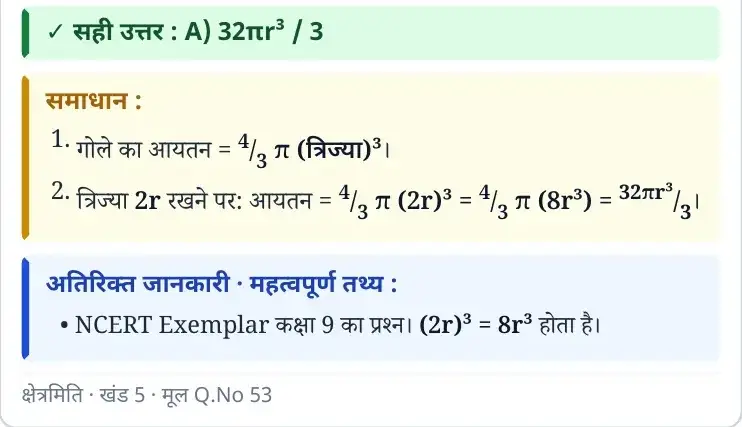 ✓ सही उत्तर : A) 32πr³ / 3
समाधान :
1. गोले का आयतन = ⁴/₃ π (त्रिज्या)³।
2. त्रिज्या 2r रखने पर: आयतन = ⁴/₃ π (2r)³ = ⁴/₃ π (8r³) = ³²πʳ³/₃।
अतिरिक्त जानकारी · महत्वपूर्ण तथ्य :
• NCERT Exemplar कक्षा 9 का प्रश्न। (2r)³ = 8r³ होता है।
क्षेत्रमिति · खंड 5 · मूल Q.No 53